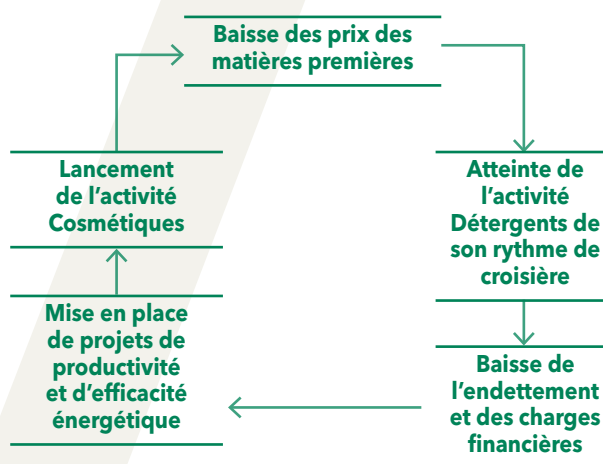 Baisse des prix des
matières premières
Atteinte de
l’activité
Détergents de
son rythme de
croisière
Baisse de
l’endettement
et des charges
financières
Mise en place
de projets de
productivité
et d’efficacité
énergétique
Lancement
de l’activité
Cosmétiques